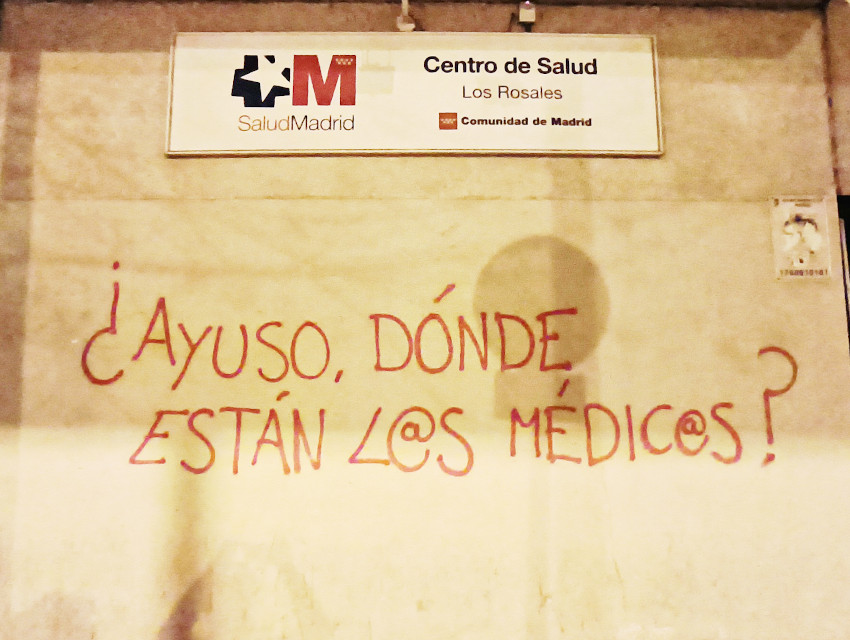 M
SaludMadrid
Centro de Salud
Los Rosales
Comunidad de Madrid
¿AYUSO, DÓNDE
ESTÁN L@S MÉDIC@S?